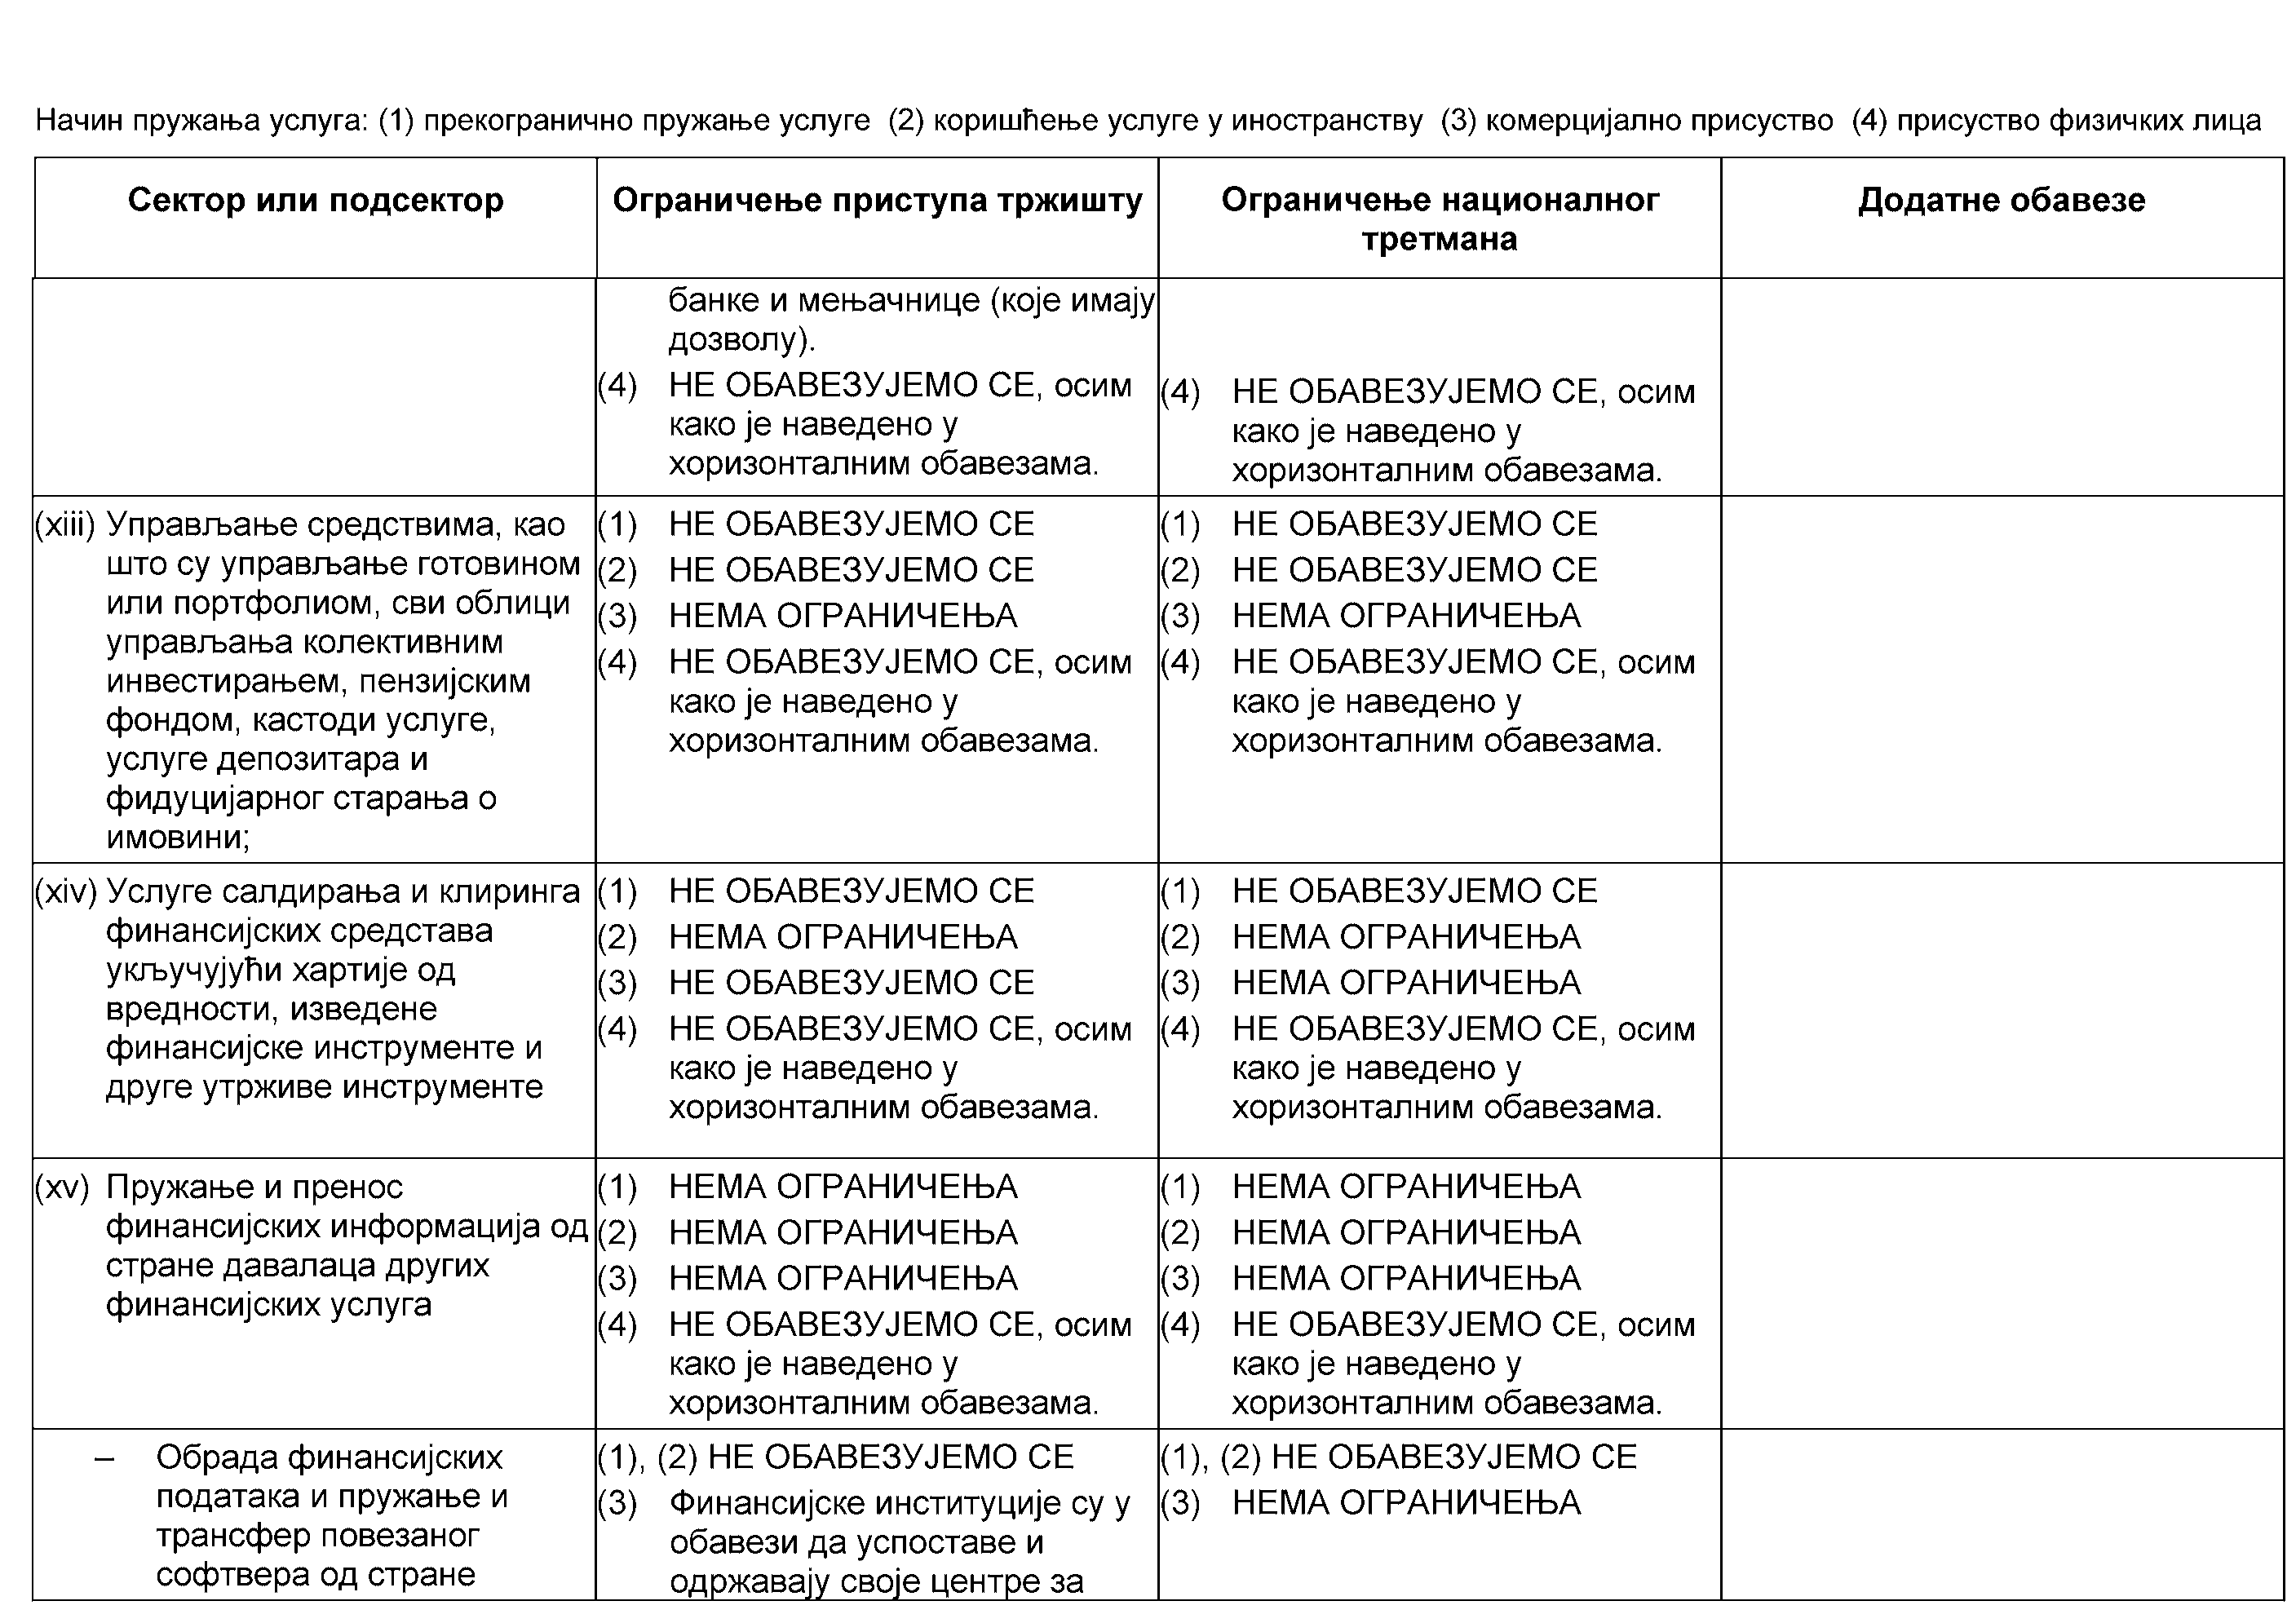 Начин пружања услуга: (1) прекогранично пружање услуге (2) коришћење услуге у иностранству (3) комерцијално присуство (4) присуство физичких лица
Сектор или подсектор
Ограничење приступа тржишту
Ограничење националног
третмана
Додатне обавезе
банке и мењачнице (које имају
дозволу).
(4) НЕ ОБАВЕЗУЈЕМО СЕ, осим
како је наведено у
хоризонталним обавезама.
(4) НЕ ОБАВЕЗУЈЕМО СЕ, осим
како је наведено у
хоризонталним обавезама.
(xiii) Управљање средствима, као
што су управљање готовином
или портфолиом, сви облици
управљања колективним
инвестирањем, пензијским
фондом, кастоди услуге,
услуге депозитара и
фидуцијарног старања о
имовини;
(1) НЕ ОБАВЕЗУЈЕМО СЕ
(2) НЕ ОБАВЕЗУЈЕМО СЕ
(3) НЕМА ОГРАНИЧЕЊА
(4) НЕ ОБАВЕЗУЈЕМО СЕ, осим
како је наведено у
хоризонталним обавезама.
(1) НЕ ОБАВЕЗУЈЕМО СЕ
(2) НЕ ОБАВЕЗУЈЕМО СЕ
(3) НЕМА ОГРАНИЧЕЊА
(4) НЕ ОБАВЕЗУЈЕМО СЕ, осим
како је наведено у
хоризонталним обавезама.
(xiv) Услуге салдирања и клиринга
финансијских средстава
укључујући хартије од
вредности, изведене
финансијске инструменте и
друге утрживе инструменте
(1) НЕ ОБАВЕЗУЈЕМО СЕ
(2) НЕМА ОГРАНИЧЕЊА
(3) НЕ ОБАВЕЗУЈЕМО СЕ
(4) НЕ ОБАВЕЗУЈЕМО СЕ, осим
како је наведено у
хоризонталним обавезама.
(1) НЕ ОБАВЕЗУЈЕМО СЕ
(2) НЕМА ОГРАНИЧЕЊА
(3) НЕМА ОГРАНИЧЕЊА
(4) НЕ ОБАВЕЗУЈЕМО СЕ, осим
како је наведено у
хоризонталним обавезама.
(xv) Пружање и пренос
финансијских информација од
стране давалаца других
финансијских услуга
(1) НЕМА ОГРАНИЧЕЊА
(2) НЕМА ОГРАНИЧЕЊА
(3) НЕМА ОГРАНИЧЕЊА
(4) НЕ ОБАВЕЗУЈЕМО СЕ, осим
како је наведено у
хоризонталним обавезама.
(1) НЕМА ОГРАНИЧЕЊА
(2) НЕМА ОГРАНИЧЕЊА
(3) НЕМА ОГРАНИЧЕЊА
(4) НЕ ОБАВЕЗУЈЕМО СЕ, осим
како је наведено у
хоризонталним обавезама.
– Обрада финансијских
података и пружање и
трансфер повезаног
софтвера од стране
(1), (2) НЕ ОБАВЕЗУЈЕМО СЕ
(3) Финансијске институције су у
обавези да успоставе и
одржавају своје центре за
(1), (2) НЕ ОБАВЕЗУЈЕМО СЕ
(3) НЕМА ОГРАНИЧЕЊА